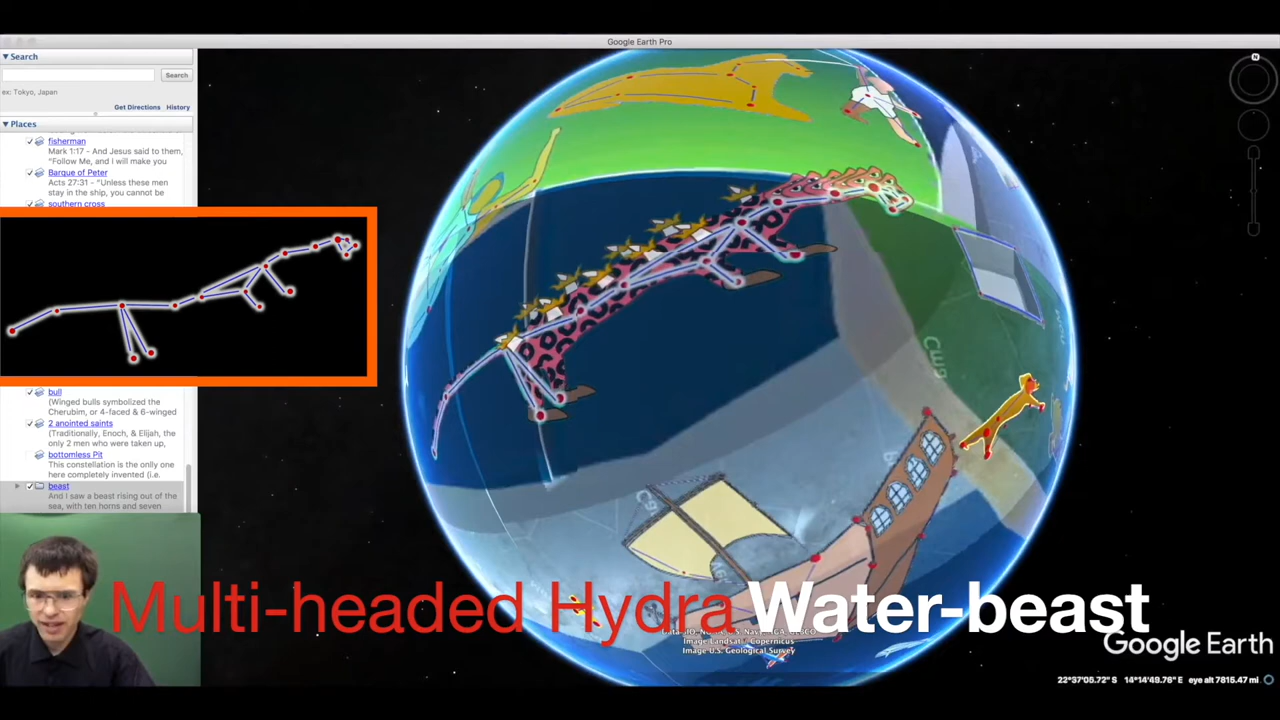 Google Earth Pro
Search
Search
ex: Tokyo, Japan
Get Directions History
Places
fisherman
Mark 1:17 - And Jesus said to them,
"Follow Me, and I will make you
Barque of Peter
Acts 27:31 - "Unless these men
stay in the ship, you cannot be
southern cross
bull
(Winged bulls symbolized the
Cherubim, or 4-faced & 6-winged
2 anointed saints
(Traditionally, Enoch, & Elijah, the
only 2 men who were taken up,
bottomless Pit
This constellation is the onlly one
here completely invented (i.e.
beast
And I saw a beast rising out of the
sea, with ten horns and seven
N
Multi-headed Hydra Water-beast
Image Landsat / Copernicus
Image U.S. Geological Survey
Google Earth
22°37'05.72" S 14°14'49.76" E eye alt 7815.47 mi